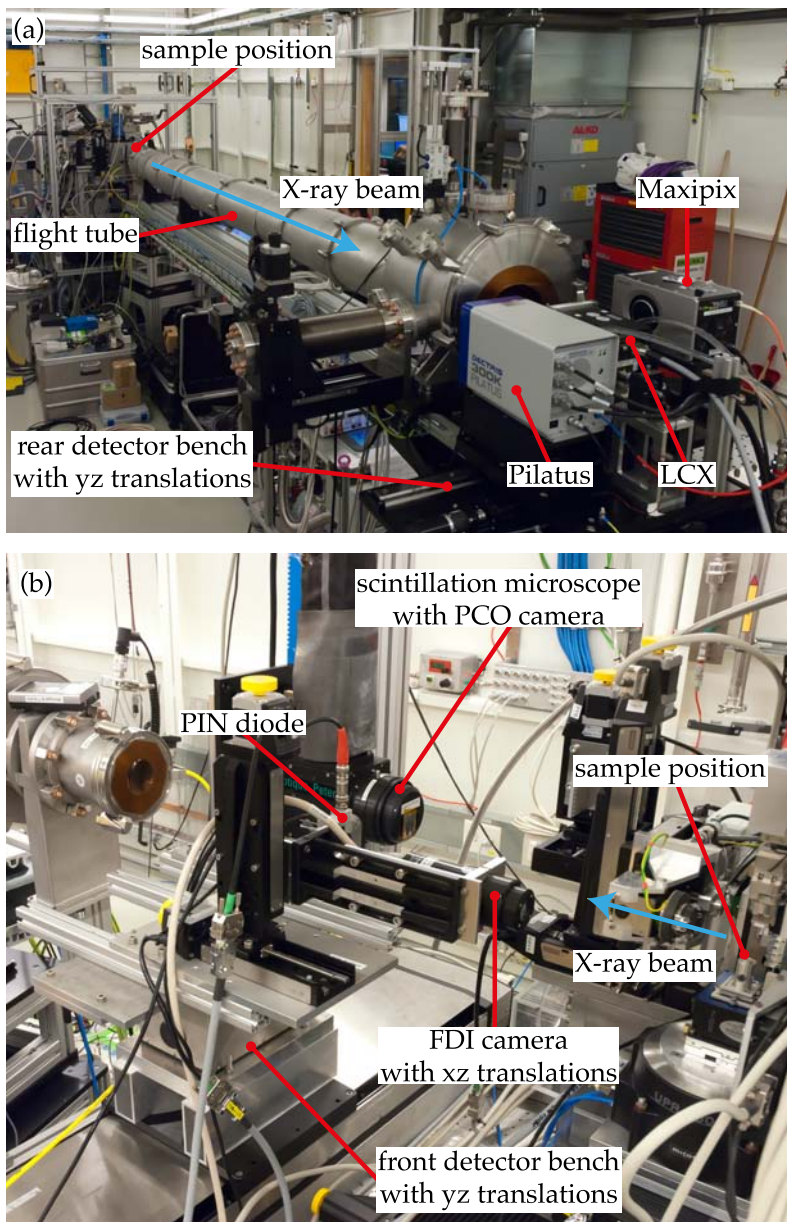 (a)
sample position
X-ray beam
Maxipix
flight tube
ALKO
DECTRIS
300K
PILATUS
rear detector bench
with yz translations
Pilatus
LCX
(b)
scintillation microscope
with PCO camera
PIN diode
sample position
X-ray beam
FDI camera
with xz translations
front detector bench
with yz translations